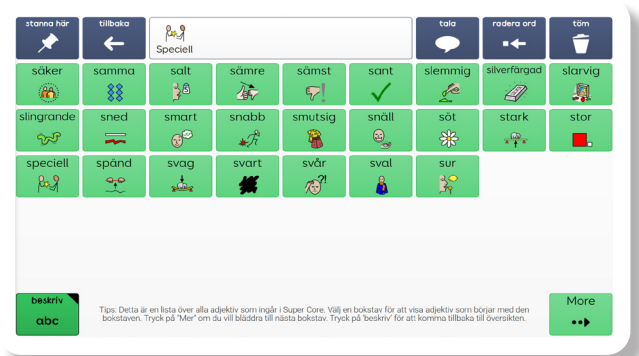 stanna här
tillbaka
Speciell
tala
radera ord
töm
säker
samma
salt
sämre
sämst
sant
slemmig
silverfärgad
slarvig
slingrande
sned
smart
snabb
smutsig
snäll
söt
stark
stor
speciell
spänd
svag
svart
svår
sval
sur
?!
beskriv
abc
Tips: Detta är en lista över alla adjektiv som ingår i Super Core. Välj en bokstav för att visa adjektiv som börjar med den
bokstaven. Tryck på 'Mer' om du vill bläddra till nästa bokstav. Tryck på 'beskriv' för att komma tillbaka till översikten.
More